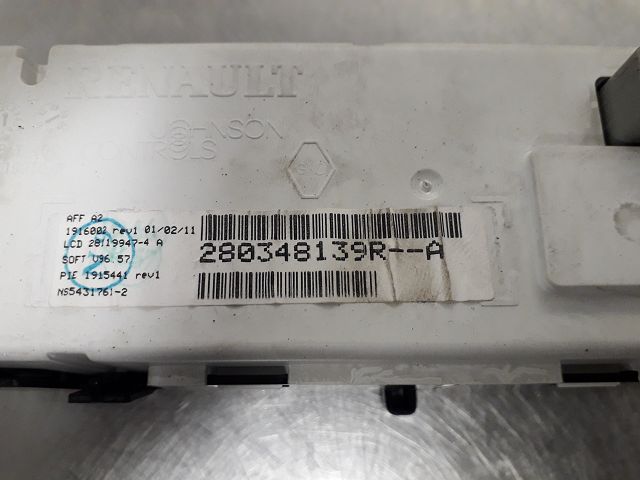 RENAULT
JOHNSON
CONTROLS
AFF A2
1916002 rev1 01/02/11
LCD 28119947-4 A
SOFT V96.57
PIE 1915441 rev1
NS5431761-2
280348139R--A